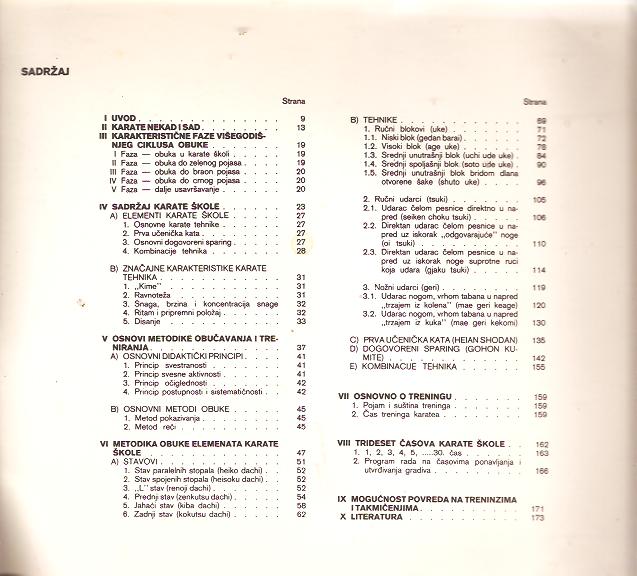 SADRŽAJ
Strana
I UVOD 9
II KARATE NEKAD I SAD 13
III KARAKTERISTIČNE FAZE VIŠEGODIŠ-
NJEG CIKLUSA OBUKE 19
I Faza — obuka u karate školi 19
II Faza — obuka do zelenog pojasa 19
III Faza — obuka do braon pojasa 20
IV Faza — obuka do crnog pojasa 20
V Faza — dalje usavršavanje 20
IV SADRŽAJ KARATE ŠKOLE 23
A) ELEMENTI KARATE ŠKOLE 27
1. Osnovne karate tehnike 27
2. Prva učenička kata 27
3. Osnovni dogovoreni sparing 27
4. Kombinacije tehnika 28
B) ZNAČAJNE KARAKTERISTIKE KARATE
TEHNIKA 31
1. „Kime" 31
2. Ravnoteža 31
3. Snaga, brzina i koncentracija snage 32
4. Ritam i pripremni položaj 32
5. Disanje 33
V OSNOVI METODIKE OBUČAVANJA I TRE-
NIRANJA 37
A) OSNOVNI DIDAKTIČKI PRINCIPI 41
1. Princip svestranosti 41
2. Princip svesne aktivnosti 41
3. Princip očiglednosti 42
4. Princip postupnosti i sistematičnosti 42
B) OSNOVNI METODI OBUKE 45
1. Metod pokazivanja 45
2. Metod reči 45
VI METODIKA OBUKE ELEMENATA KARATE
ŠKOLE 47
A) STAVOVI 51
1. Stav paralelnih stopala (heiko dachi) 52
2. Stav spojenih stopala (heisoku dachi) 52
3. „L" stav (renoji dachi) 52
4. Prednji stav (zenkutsu dachi) 54
5. Jahaći stav (kiba dachi) 58
6. Zadnji stav (kokutsu dachi) 62
Strana
B) TEHNIKE 69
1. Ručni blokovi (uke) 71
1.1. Niski blok (gedan barai) 72
1.2. Visoki blok (age uke) 78
1.3. Srednji unutrašnji blok (uchi ude uke) 84
1.4. Srednji spoljašnji blok (soto ude uke) 90
1.5. Srednji unutrašnji blok bridom dlana
otvorene šake (shuto uke) 96
2. Ručni udarci (tsuki) 105
2.1. Udarac čelom pesnice direktno u na-
pred (seiken choku tsuki) 106
2.2. Direktan udarac čelom pesnice u na-
pred uz iskorak „odgovarajuće" noge
(oi tsuki) 110
2.3. Direktan udarac čelom pesnice u na-
pred uz iskorak noge suprotne ruci
koja udara (gjaku tsuki) 114
3. Nožni udarci (geri) 119
3.1. Udarac nogom, vrhom tabana u napred
„trzajem iz kolena" (mae geri keage) 120
3.2. Udarac nogom, vrhom tabana u napred
„trzajem iz kuka" (mae geri kekomi) 130
C) PRVA UČENIČKA KATA (HEIAN SHODAN) 135
D) DOGOVORENI SPARING (GOHON KU-
MITE) 142
E) KOMBINACIJE TEHNIKA 155
VII OSNOVNO O TRENINGU 159
1. Pojam i suština treninga 159
2. Čas treninga karatea 159
VIII TRIDESET ČASOVA KARATE ŠKOLE 162
1. 1, 2, 3, 4, 5, .....30. čas 163
2. Program rada na časovima ponavljanja i
utvrđivanja gradiva 166
IX MOGUĆNOST POVREDA NA TRENINZIMA
I TAKMIČENJIMA 171
X LITERATURA 173